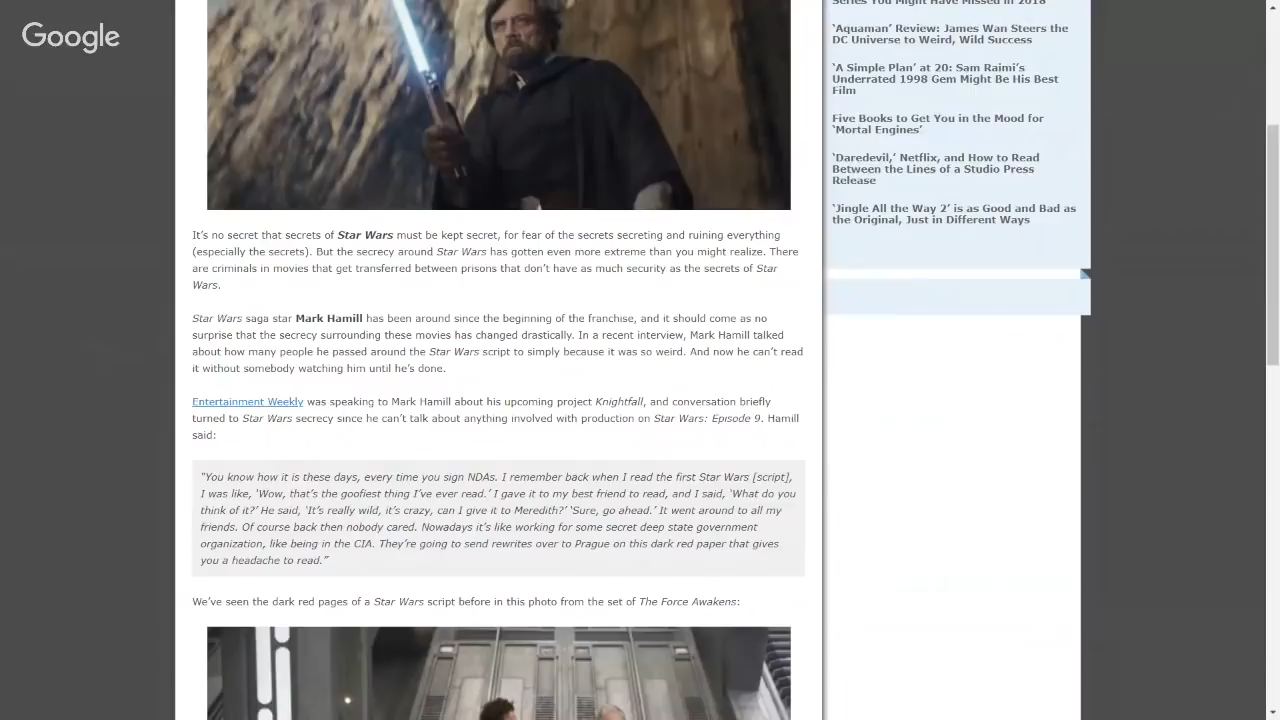 Google
Series You Might Have Missed in 2018
‘Aquaman’ Review: James Wan Steers the
DC Universe to Weird, Wild Success
‘A Simple Plan’ at 20: Sam Raimi’s
Underrated 1998 Gem Might Be His Best
Film
Five Books to Get You in the Mood for
‘Mortal Engines’
‘Daredevil,’ Netflix, and How to Read
Between the Lines of a Studio Press
Release
‘Jingle All the Way 2’ is as Good and Bad as
the Original, Just in Different Ways
It’s no secret that secrets of Star Wars must be kept secret, for fear of the secrets secreting and ruining everything
(especially the secrets). But the secrecy around Star Wars has gotten even more extreme than you might realize. There
are criminals in movies that get transferred between prisons that don’t have as much security as the secrets of Star
Wars.
Star Wars saga star Mark Hamill has been around since the beginning of the franchise, and it should come as no
surprise that the secrecy surrounding these movies has changed drastically. In a recent interview, Mark Hamill talked
about how many people he passed around the Star Wars script to simply because it was so weird. And now he can’t read
it without somebody watching him until he’s done.
Entertainment Weekly was speaking to Mark Hamill about his upcoming project Knightfall, and conversation briefly
turned to Star Wars secrecy since he can’t talk about anything involved with production on Star Wars: Episode 9. Hamill
said:
“You know how it is these days, every time you sign NDAs. I remember back when I read the first Star Wars [script],
I was like, ‘Wow, that’s the goofiest thing I’ve ever read.’ I gave it to my best friend to read, and I said, ‘What do you
think of it?’ He said, ‘It’s really wild, it’s crazy, can I give it to Meredith?’ ‘Sure, go ahead.’ It went around to all my
friends. Of course back then nobody cared. Nowadays it’s like working for some secret deep state government
organization, like being in the CIA. They’re going to send rewrites over to Prague on this dark red paper that gives
you a headache to read.”
We’ve seen the dark red pages of a Star Wars script before in this photo from the set of The Force Awakens: